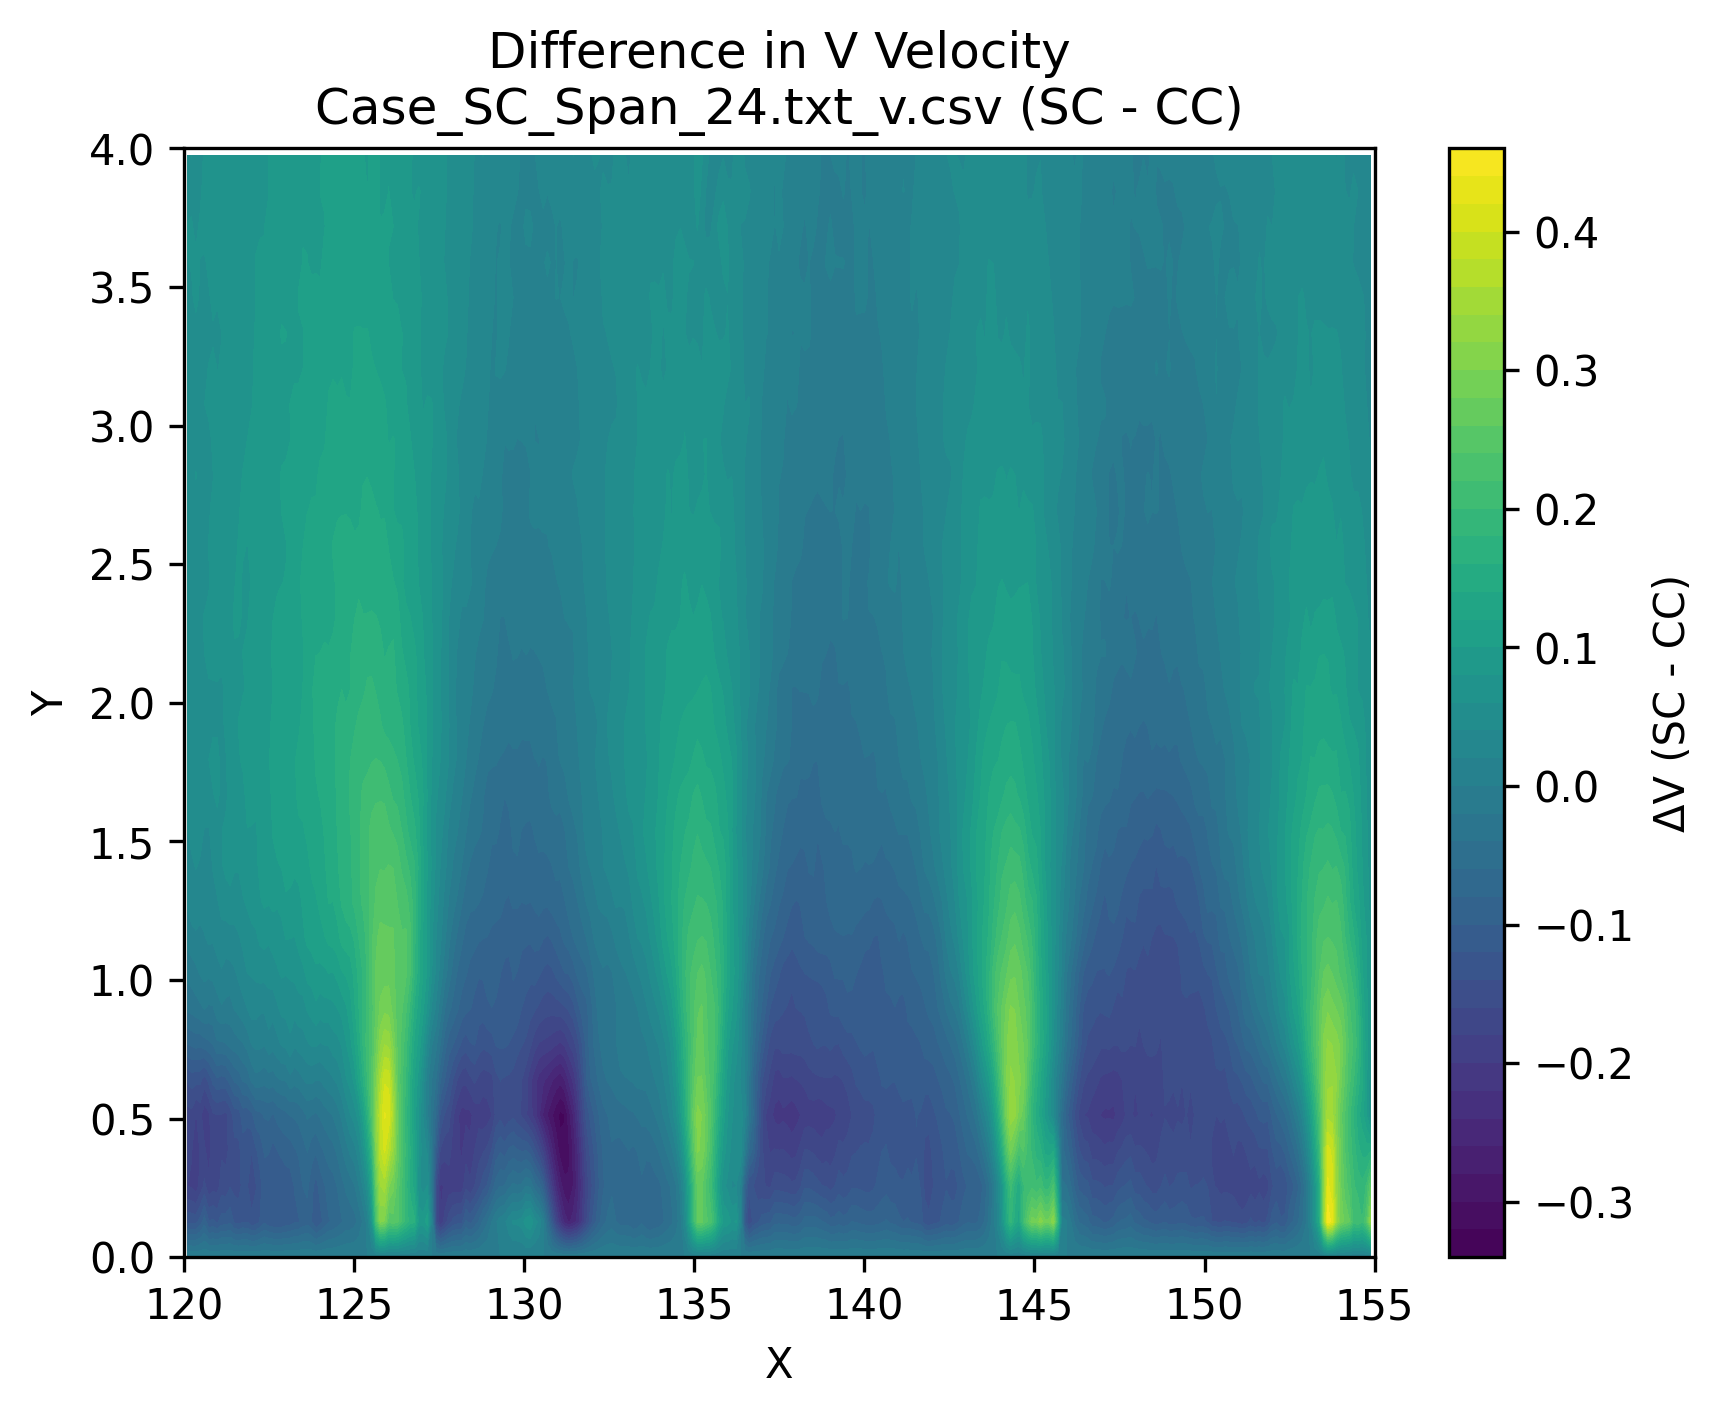 Difference in V Velocity
Case_SC_Span_24.txt_v.csv (SC - CC)
4.0
3.5
3.0
2.5
2.0
1.5
1.0
0.5
0.0
Y
120 125 130 135 140 145 150 155
X
0.4
0.3
0.2
0.1
0.0
−0.1
−0.2
−0.3
ΔV (SC - CC)